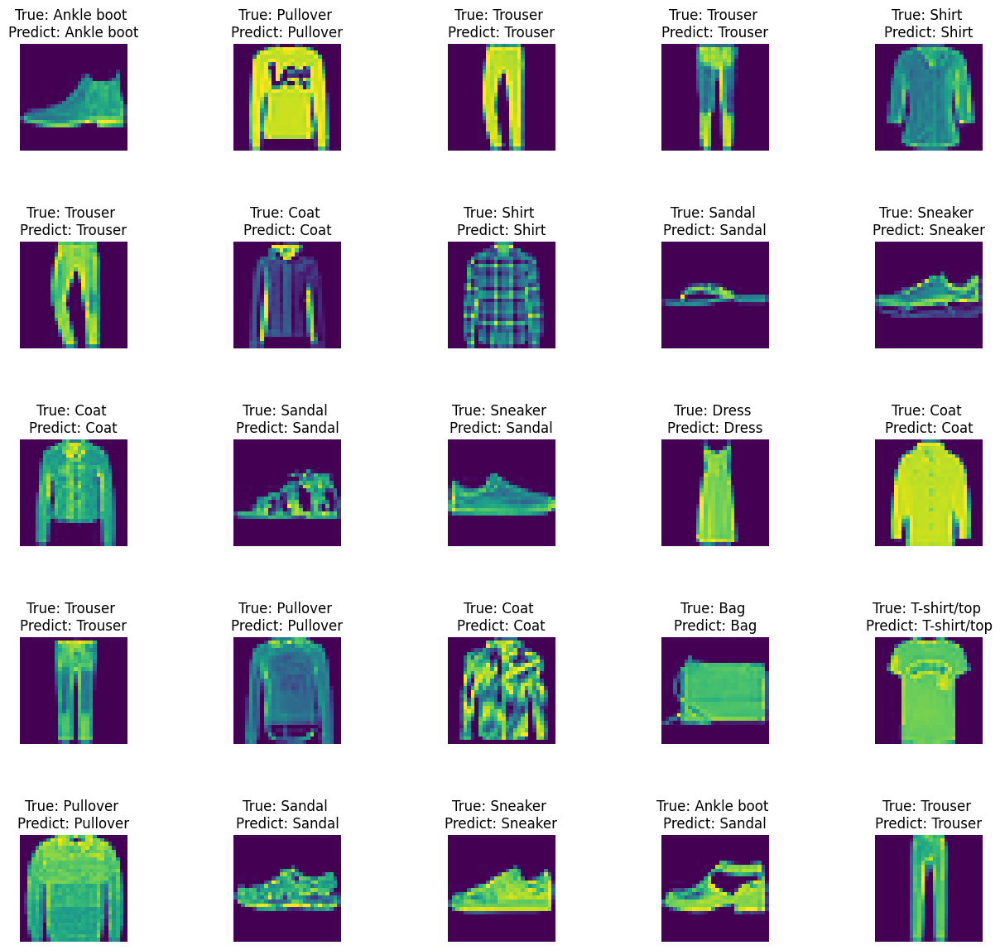 True: Ankle boot
Predict: Ankle boot
True: Pullover
Predict: Pullover
True: Trouser
Predict: Trouser
True: Trouser
Predict: Trouser
True: Shirt
Predict: Shirt
Lee
True: Trouser
Predict: Trouser
True: Coat
Predict: Coat
True: Shirt
Predict: Shirt
True: Sandal
Predict: Sandal
True: Sneaker
Predict: Sneaker
True: Coat
Predict: Coat
True: Sandal
Predict: Sandal
True: Sneaker
Predict: Sandal
True: Dress
Predict: Dress
True: Coat
Predict: Coat
True: Trouser
Predict: Trouser
True: Pullover
Predict: Pullover
True: Coat
Predict: Coat
True: Bag
Predict: Bag
True: T-shirt/top
Predict: T-shirt/top
True: Pullover
Predict: Pullover
True: Sandal
Predict: Sandal
True: Sneaker
Predict: Sneaker
True: Ankle boot
Predict: Sandal
True: Trouser
Predict: Trouser